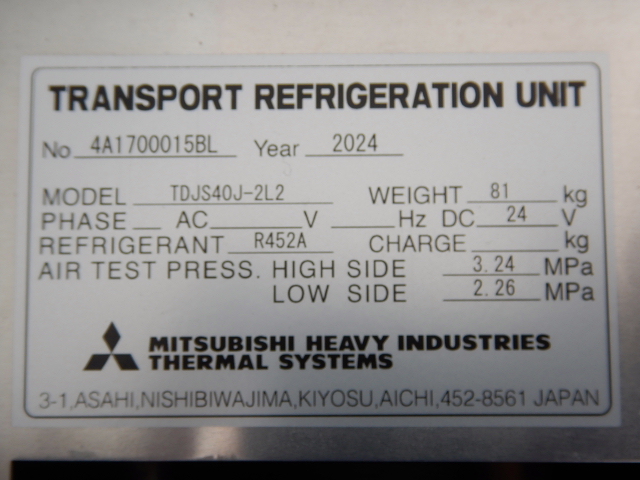 TRANSPORT REFRIGERATION UNIT
No 4A1700015BL Year 2024
MODEL TDJS40J-2L2 WEIGHT 81 kg
PHASE AC V Hz DC 24 V
REFRIGERANT R452A CHARGE kg
AIR TEST PRESS. HIGH SIDE 3.24 MPa
LOW SIDE 2.26 MPa
MITSUBISHI HEAVY INDUSTRIES
THERMAL SYSTEMS
3-1,ASAHI,NISHIBIWAJIMA,KIYOSU,AICHI,452-8561 JAPAN